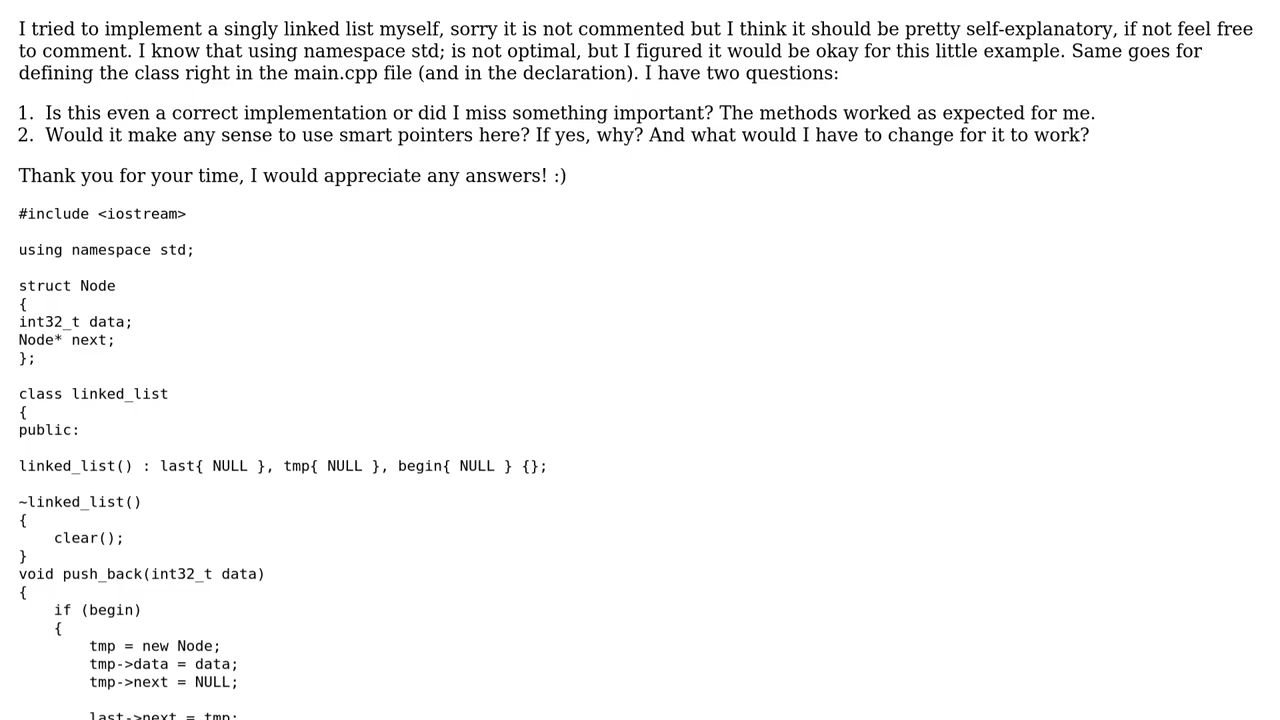 I tried to implement a singly linked list myself, sorry it is not commented but I think it should be pretty self-explanatory, if not feel free
to comment. I know that using namespace std; is not optimal, but I figured it would be okay for this little example. Same goes for
defining the class right in the main.cpp file (and in the declaration). I have two questions:
1. Is this even a correct implementation or did I miss something important? The methods worked as expected for me.
2. Would it make any sense to use smart pointers here? If yes, why? And what would I have to change for it to work?
Thank you for your time, I would appreciate any answers! :)
#include <iostream>
using namespace std;
struct Node
{
int32_t data;
Node* next;
};
class linked_list
{
public:
linked_list() : last{ NULL }, tmp{ NULL }, begin{ NULL } {};
~linked_list()
{
    clear();
}
void push_back(int32_t data)
{
    if (begin)
    {
        tmp = new Node;
        tmp->data = data;
        tmp->next = NULL;
        last->next = tmp;